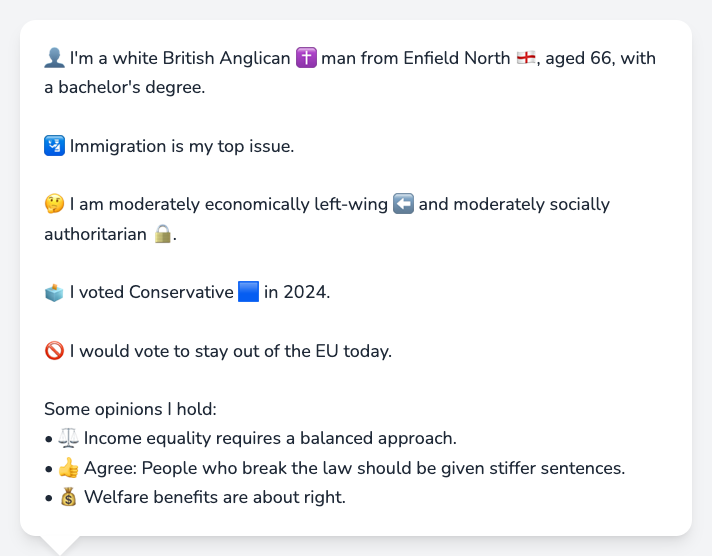 👤 I'm a white British Anglican ✝️ man from Enfield North 🏴󠁧󠁢󠁥󠁮󠁧󠁿, aged 66, with
a bachelor's degree.
🛂 Immigration is my top issue.
🤔 I am moderately economically left-wing ⬅️ and moderately socially
authoritarian 🔒.
🗳️ I voted Conservative 🟦 in 2024.
🚫 I would vote to stay out of the EU today.
Some opinions I hold:
• ⚖️ Income equality requires a balanced approach.
• 👍 Agree: People who break the law should be given stiffer sentences.
• 💰 Welfare benefits are about right.